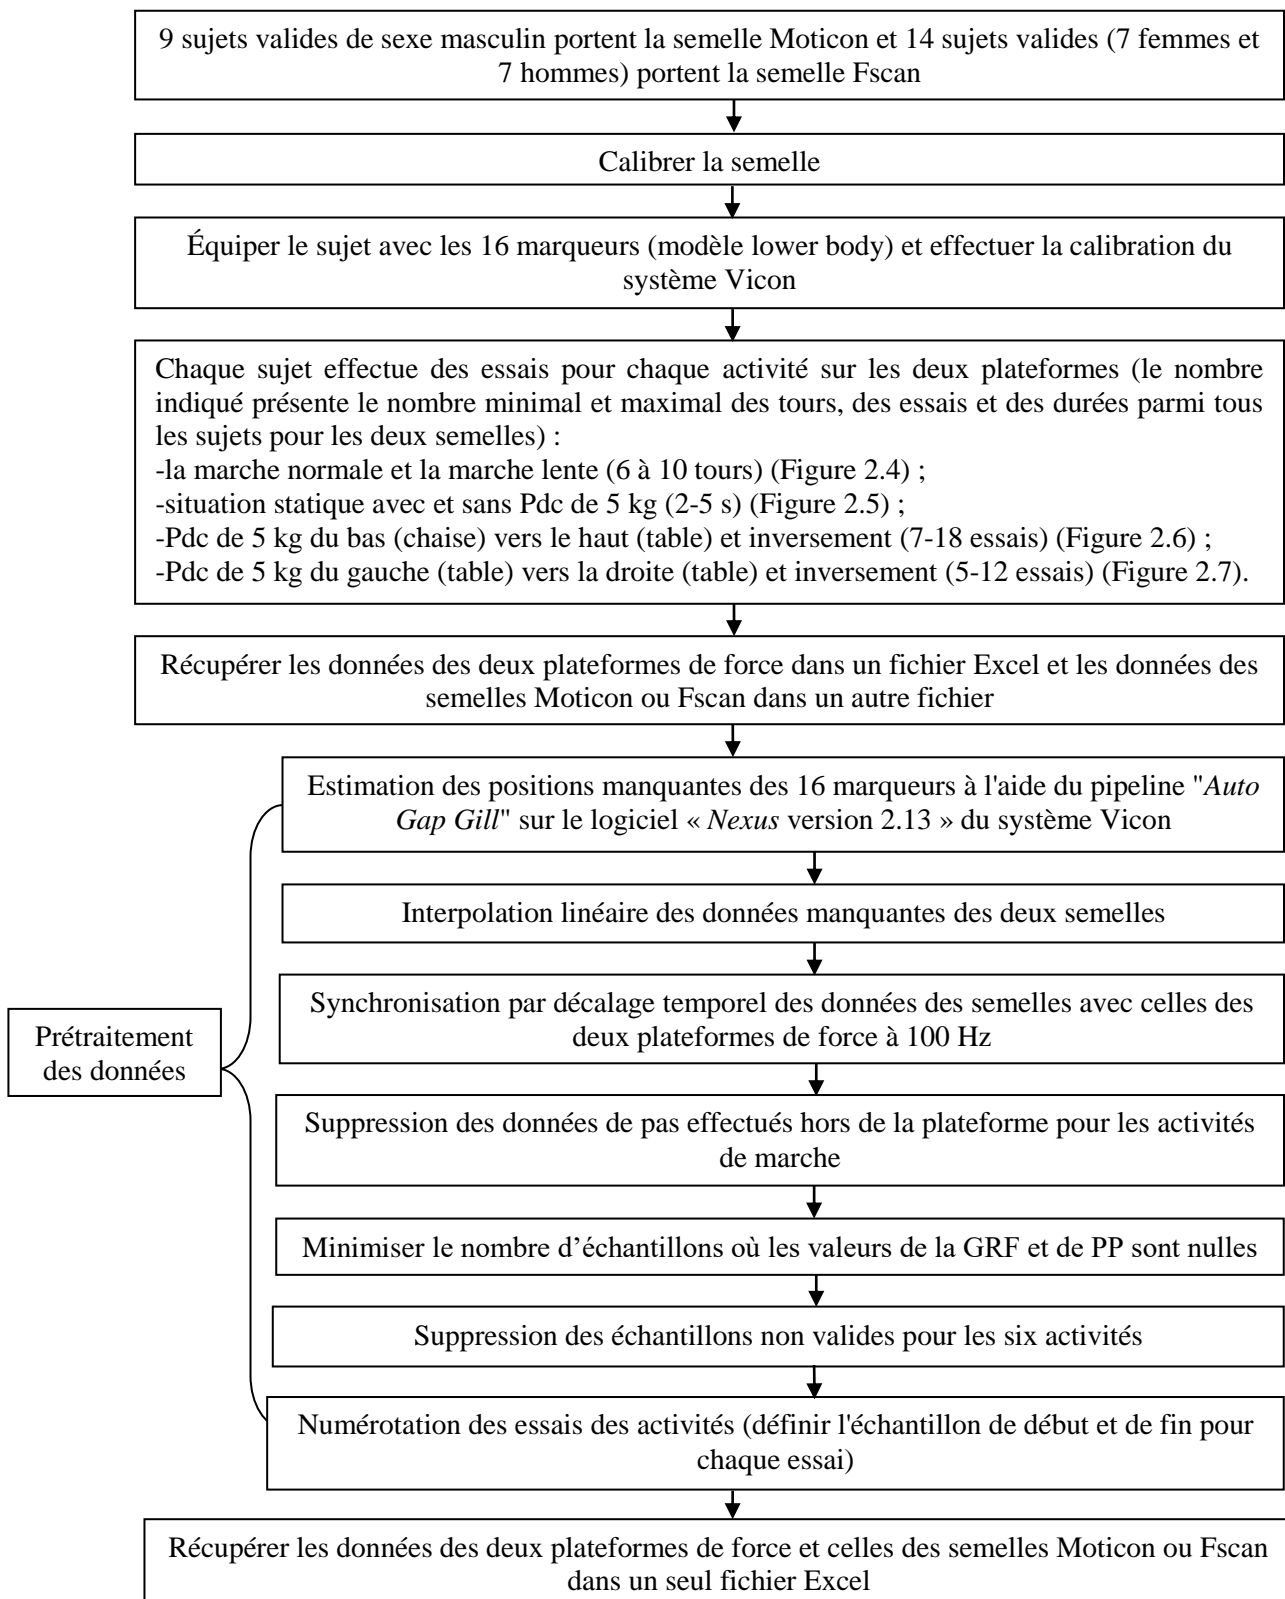 9 sujets valides de sexe masculin portent la semelle Moticon et 14 sujets valides (7 femmes et
7 hommes) portent la semelle Fscan
Calibrer la semelle
Équiper le sujet avec les 16 marqueurs (modèle lower body) et effectuer la calibration du
système Vicon
Chaque sujet effectue des essais pour chaque activité sur les deux plateformes (le nombre
indiqué présente le nombre minimal et maximal des tours, des essais et des durées parmi tous
les sujets pour les deux semelles) :
-la marche normale et la marche lente (6 à 10 tours) (Figure 2.4) ;
-situation statique avec et sans Pdc de 5 kg (2-5 s) (Figure 2.5) ;
-Pdc de 5 kg du bas (chaise) vers le haut (table) et inversement (7-18 essais) (Figure 2.6) ;
-Pdc de 5 kg du gauche (table) vers la droite (table) et inversement (5-12 essais) (Figure 2.7).
Récupérer les données des deux plateformes de force dans un fichier Excel et les données des
semelles Moticon ou Fscan dans un autre fichier
Estimation des positions manquantes des 16 marqueurs à l'aide du pipeline "Auto
Gap Gill" sur le logiciel « Nexus version 2.13 » du système Vicon
Interpolation linéaire des données manquantes des deux semelles
Synchronisation par décalage temporel des données des semelles avec celles des
deux plateformes de force à 100 Hz
Prétraitement
des données
Suppression des données de pas effectués hors de la plateforme pour les activités
de marche
Minimiser le nombre d’échantillons où les valeurs de la GRF et de PP sont nulles
Suppression des échantillons non valides pour les six activités
Numérotation des essais des activités (définir l'échantillon de début et de fin pour
chaque essai)
Récupérer les données des deux plateformes de force et celles des semelles Moticon ou Fscan
dans un seul fichier Excel